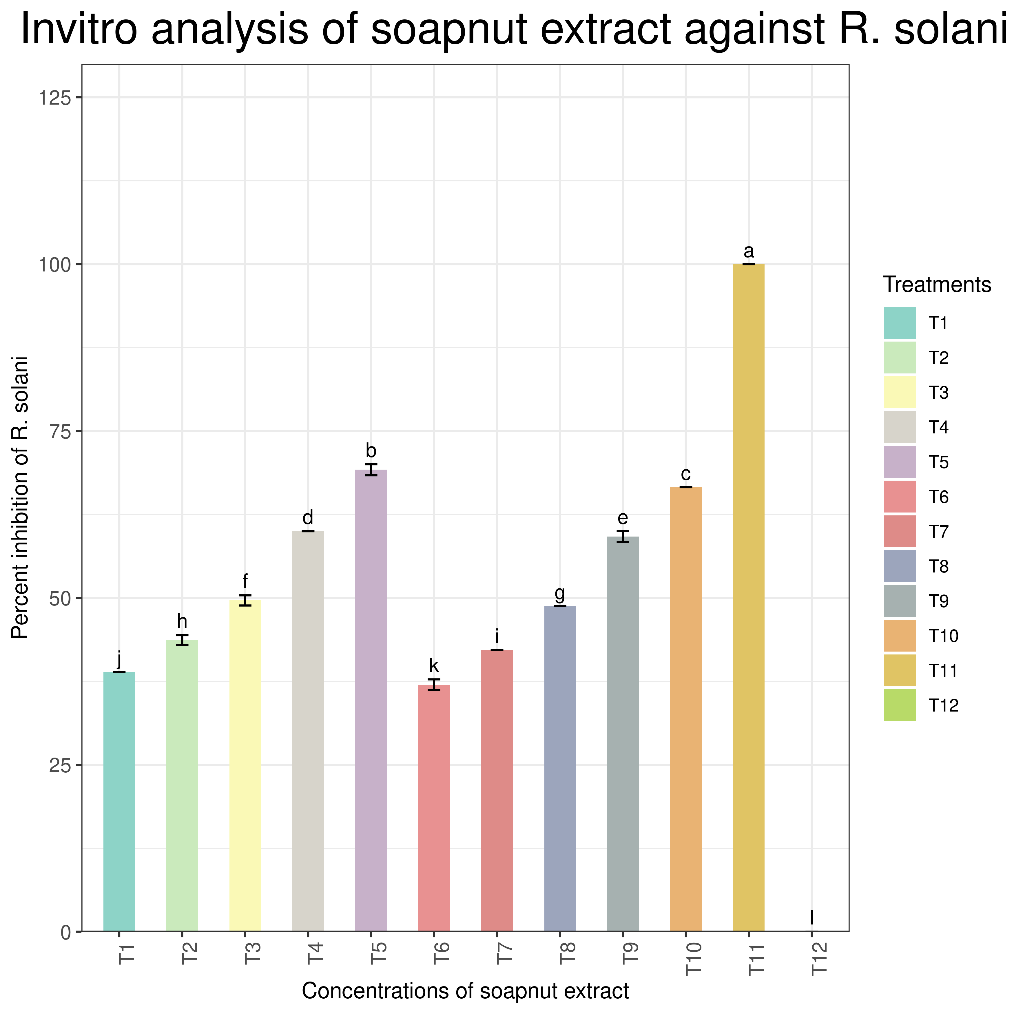 Invitro analysis of soapnut extract against R. solani
Percent inhibition of R. solani
125
100
75
50
25
0
j
h
f
d
b
k
i
g
e
c
a
l
T1
T2
T3
T4
T5
T6
T7
T8
T9
T10
T11
T12
Concentrations of soapnut extract
Treatments
T1
T2
T3
T4
T5
T6
T7
T8
T9
T10
T11
T12